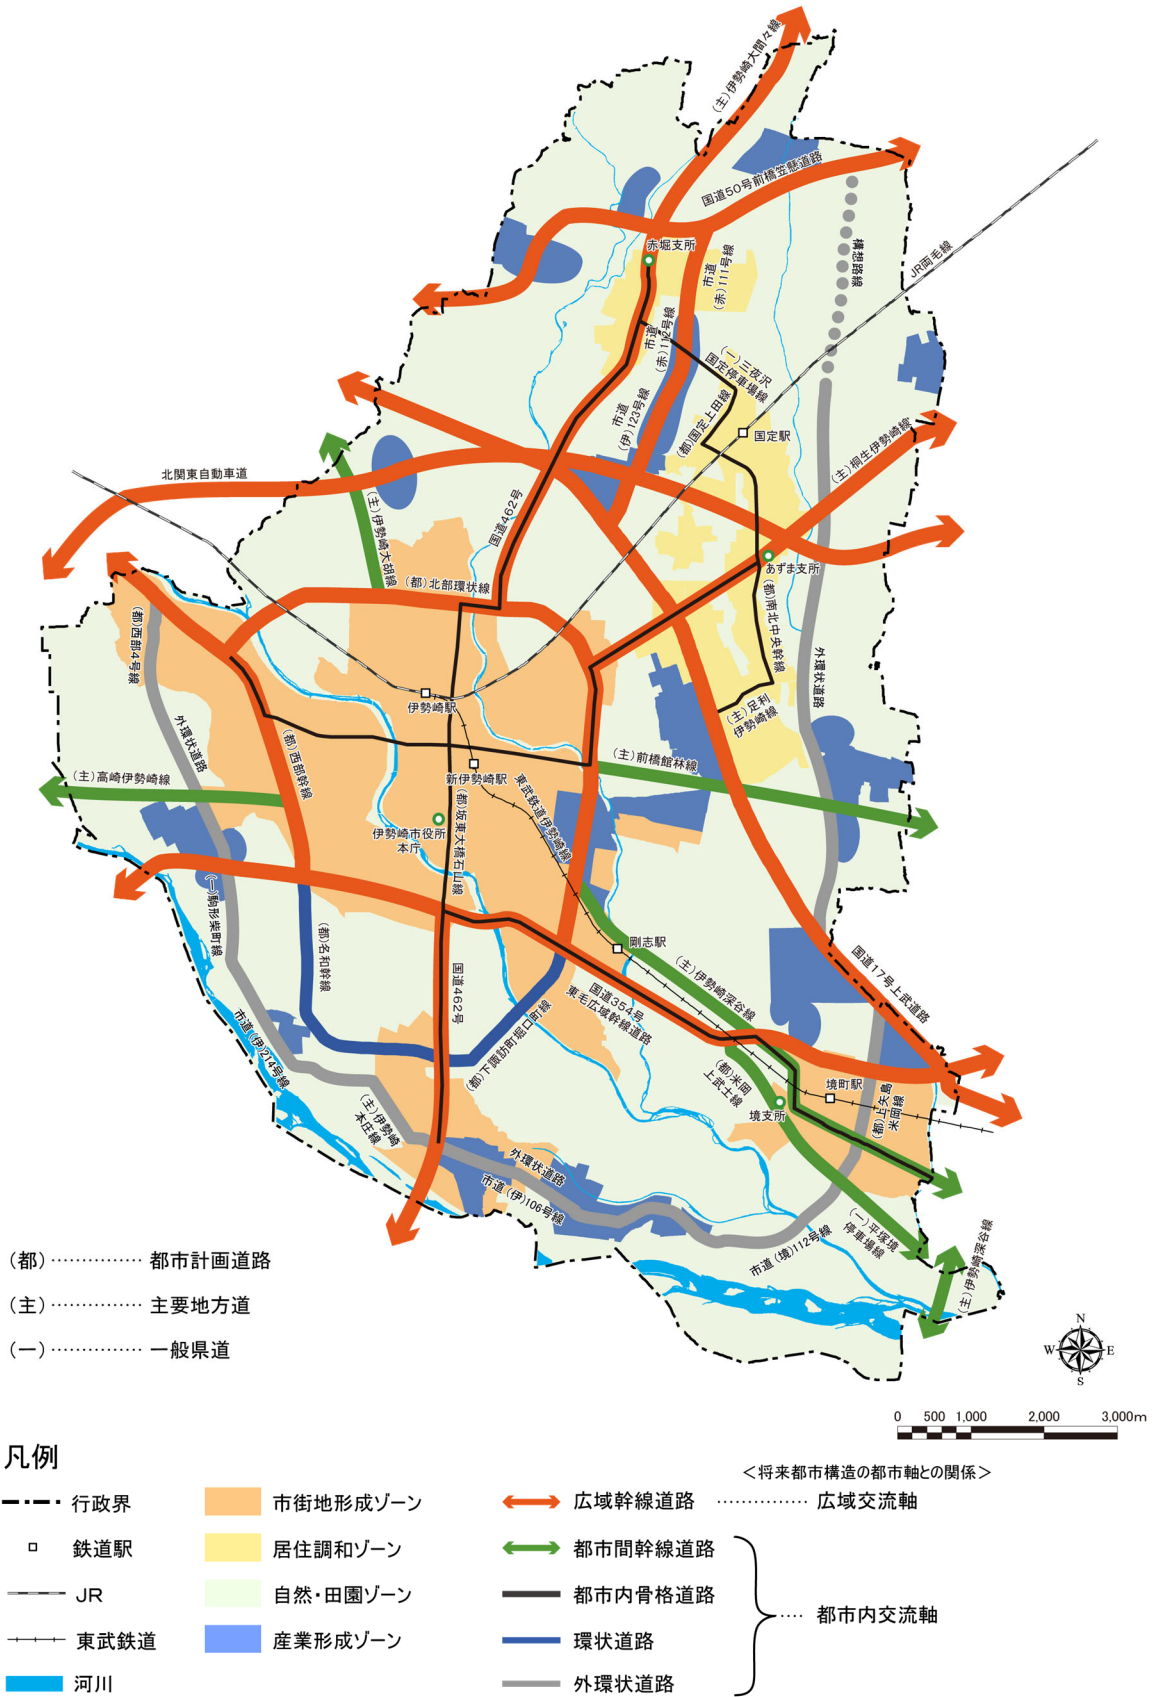 (主)伊勢崎大間々線
国道50号前橋笠懸道路
構想路線
JR両毛線
赤堀支所
市道
(赤)111号線
市道
(赤)112号線
(一)三夜沢
国定停車場線
市道
(伊)123号線
(都)国定上田線
国定駅
(主)桐生伊勢崎線
北関東自動車道
(主)伊勢崎大胡線
国道462号
(都)北部環状線
あずま支所
(都)南北中央幹線
(都)西部4号線
外環状道路
外環状道路
伊勢崎駅
(主)足利
伊勢崎線
(都)西部幹線
(主)前橋館林線
(主)高崎伊勢崎線
新伊勢崎駅
東武鉄道伊勢崎線
(都)坂東大橋石山線
伊勢崎市役所
本庁
(一)駒形柴町線
(都)名和幹線
剛志駅
(主)伊勢崎深谷線
国道17号上武道路
国道462号
国道354号
東毛広域幹線道路
市道(伊)214号線
(都)下諏訪町堀口町線
(都)米岡
上武士線
境町駅
境支所
(都)上矢島
米岡線
(主)伊勢崎
本庄線
外環状道路
市道(伊)106号線
(一)平塚境
停車場線
市道(境)112号線
(主)伊勢崎深谷線
(都)…………… 都市計画道路
(主)…………… 主要地方道
(一)…………… 一般県道
N
W E
S
0 500 1,000 2,000 3,000m
凡例
<将来都市構造の都市軸との関係>
行政界
市街地形成ゾーン
広域幹線道路 …………… 広域交流軸
鉄道駅
居住調和ゾーン
都市間幹線道路
JR
自然・田園ゾーン
都市内骨格道路
…. 都市内交流軸
東武鉄道
産業形成ゾーン
環状道路
河川
外環状道路